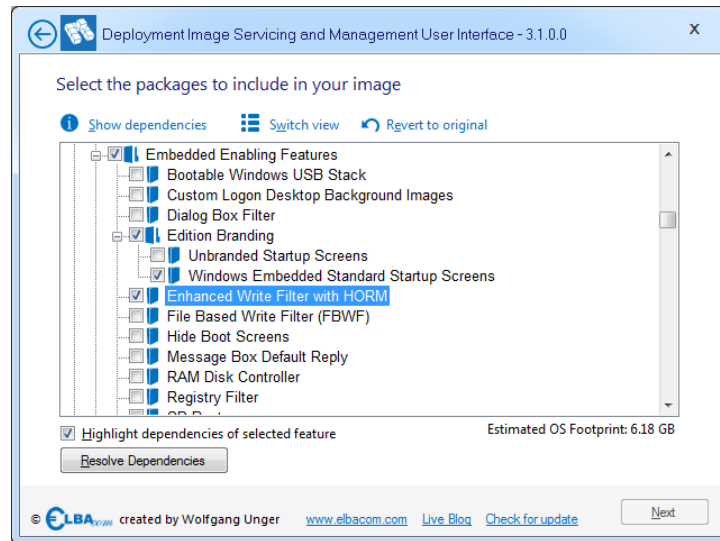 Deployment Image Servicing and Management User Interface - 3.1.0.0
x
Select the packages to include in your image
Show dependencies Switch view Revert to original
Embedded Enabling Features
Bootable Windows USB Stack
Custom Logon Desktop Background Images
Dialog Box Filter
Edition Branding
Unbranded Startup Screens
Windows Embedded Standard Startup Screens
Enhanced Write Filter with HORM
File Based Write Filter (FBWF)
Hide Boot Screens
Message Box Default Reply
RAM Disk Controller
Registry Filter
Highlight dependencies of selected feature
Estimated OS Footprint: 6.18 GB
Resolve Dependencies
© ELBAcom created by Wolfgang Unger www.elbacom.com Live Blog Check for update
Next